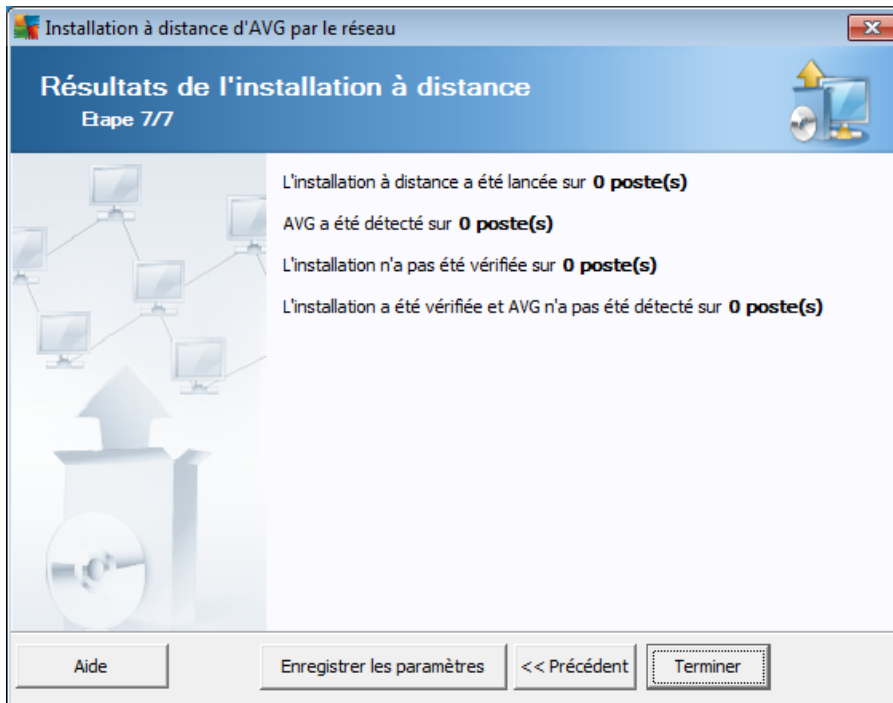 Installation à distance d'AVG par le réseau
Résultats de l'installation à distance
Etape 7/7
L'installation à distance a été lancée sur 0 poste(s)
AVG a été détecté sur 0 poste(s)
L'installation n'a pas été vérifiée sur 0 poste(s)
L'installation a été vérifiée et AVG n'a pas été détecté sur 0 poste(s)
Aide
Enregistrer les paramètres
<< Précédent
Terminer